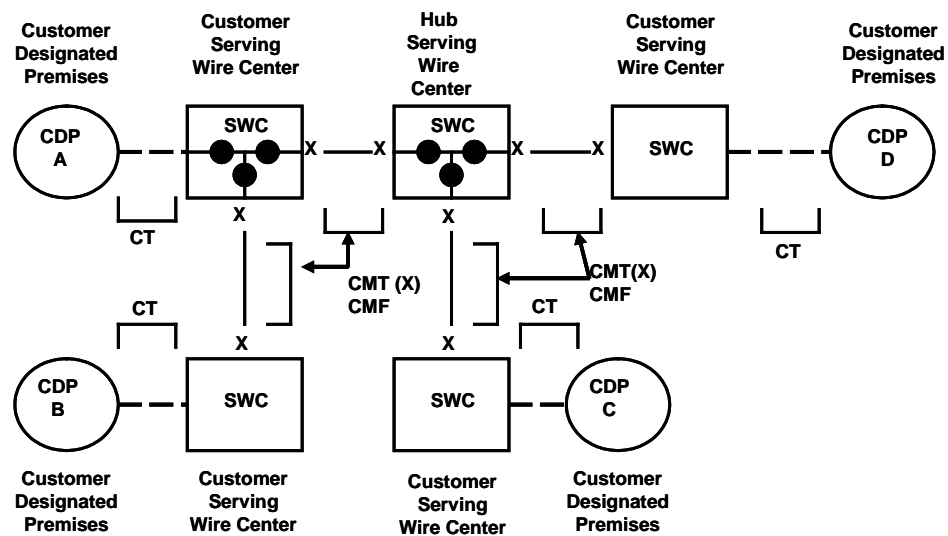 Customer
Designated
Premises
Customer
Serving
Wire Center
Hub
Serving
Wire
Center
Customer
Serving
Wire Center
Customer
Designated
Premises
CDP
A
SWC
X
X
SWC
X
X
SWC
CDP
D
CT
X
X
CT
CMT (X)
CMF
CMT(X)
CMF
CT
CT
X
X
CDP
B
SWC
SWC
CDP
C
Customer
Designated
Premises
Customer
Serving
Wire Center
Customer
Serving
Wire Center
Customer
Designated
Premises